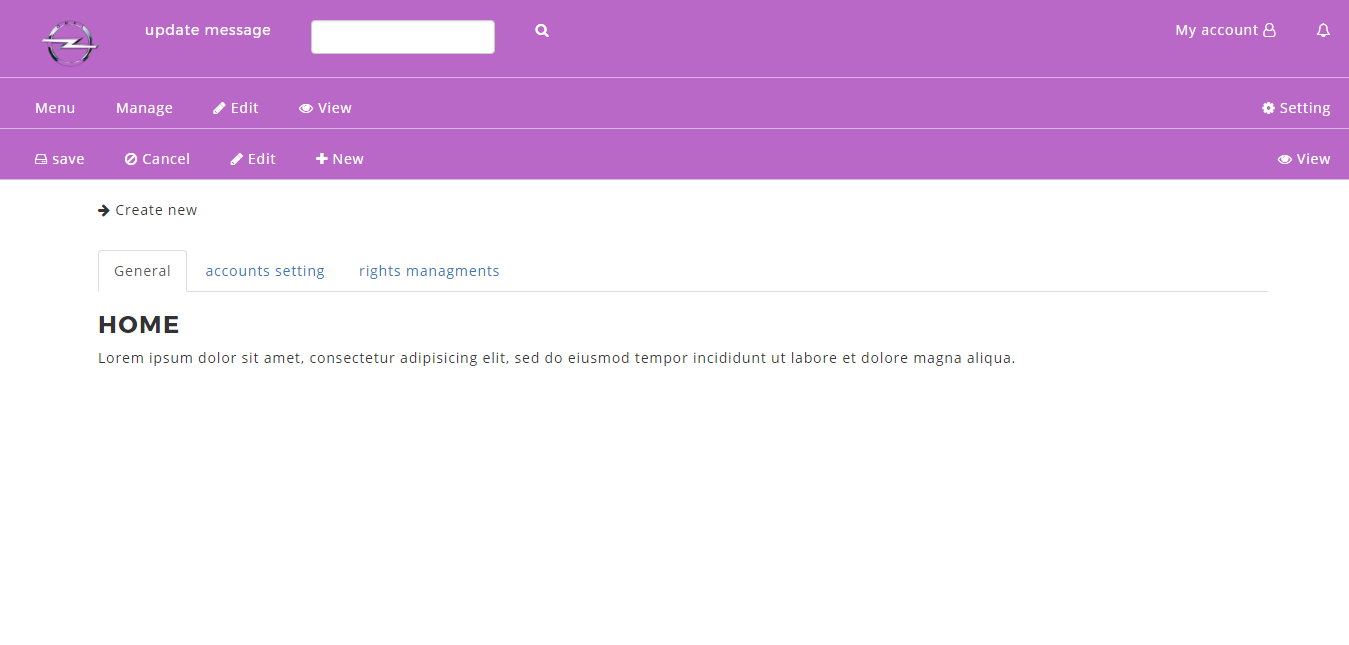 update message My account
Menu Manage Edit View Setting
save Cancel Edit New View
Create new
General accounts setting rights managments
HOME
Lorem ipsum dolor sit amet, consectetur adipisicing elit, sed do eiusmod tempor incididunt ut labore et dolore magna aliqua.